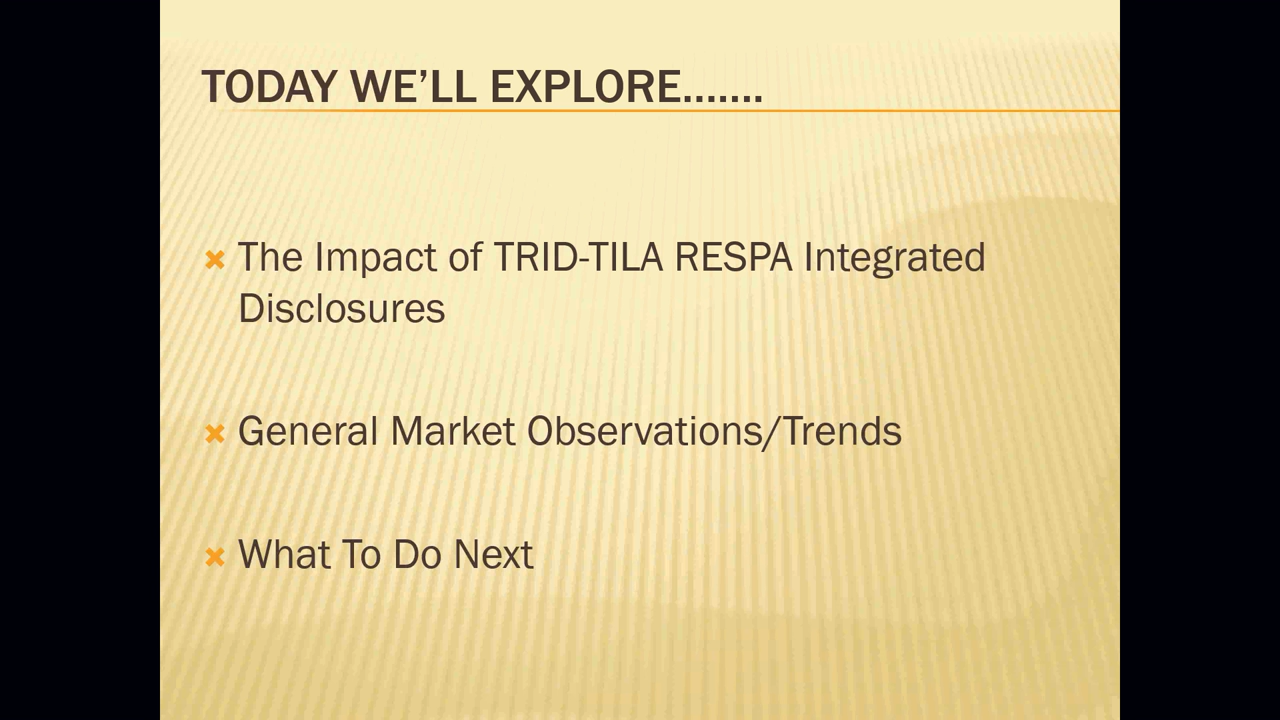 TODAY WE’LL EXPLORE.......
The Impact of TRID-TILA RESPA Integrated
Disclosures
General Market Observations/Trends
What To Do Next